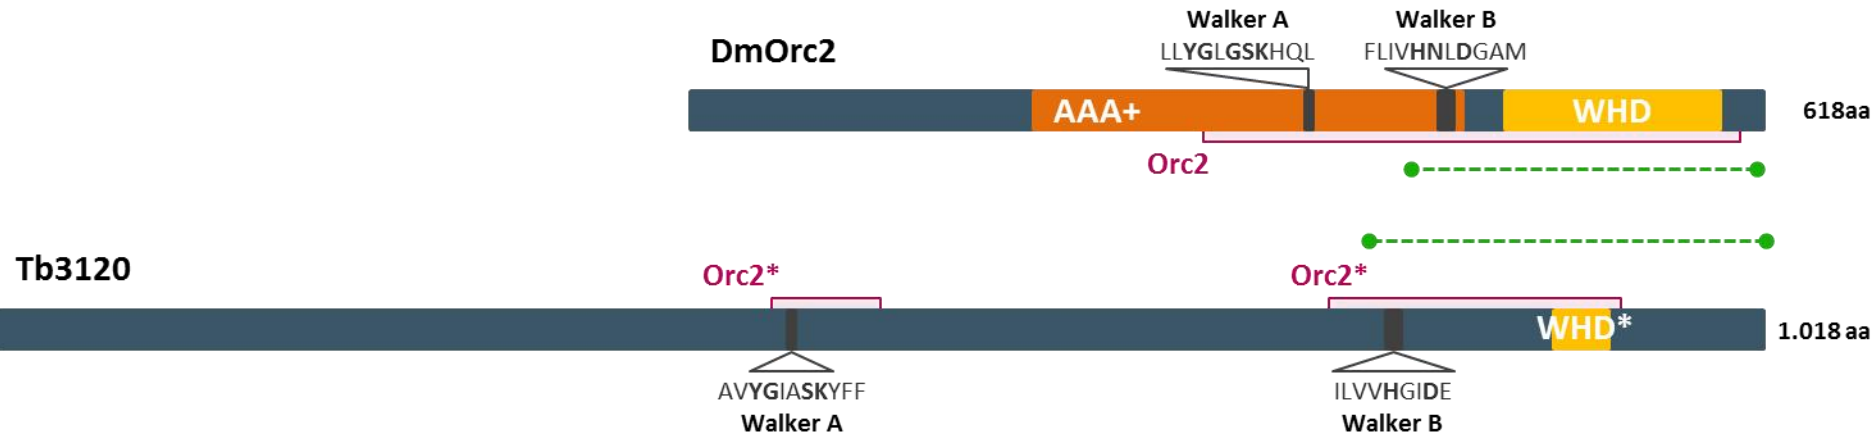 Walker A
Walker B
DmOrc2
LLYGLGSKHQL
FLIVHNLDGAM
AAA+
WHD
618aa
Orc2
Tb3120
Orc2*
Orc2*
WHD*
1.018 aa
AVYGIASKYFF
ILVVHGIDE
Walker A
Walker B